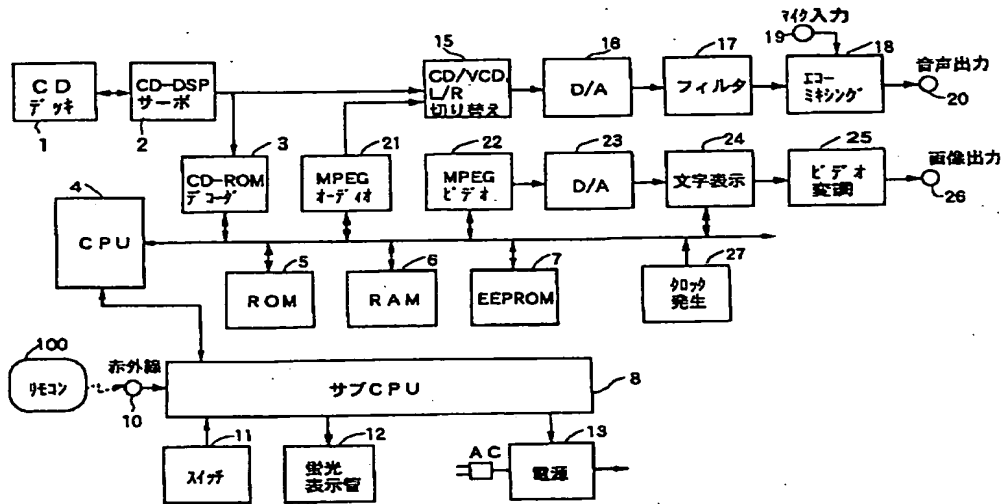 マイク入力
19
15
16
17
18
CD
デッキ
CD-DSP
サーボ
CD/VCD,
L/R
切り替え
D/A
フィルタ
エコー
ミキシング
音声出力
20
1
2
3
21
22
23
24
25
画像出力
26
4
CD-ROM
デコーダ
MPEG
オーディオ
MPEG
ビデオ
D/A
文字表示
ビデオ
変調
CPU
5
6
7
27
ROM
RAM
EEPROM
タロック
発生
100
リモコン
赤外線
10
サブCPU
8
11
12
13
スイッチ
蛍光
表示管
AC
電源